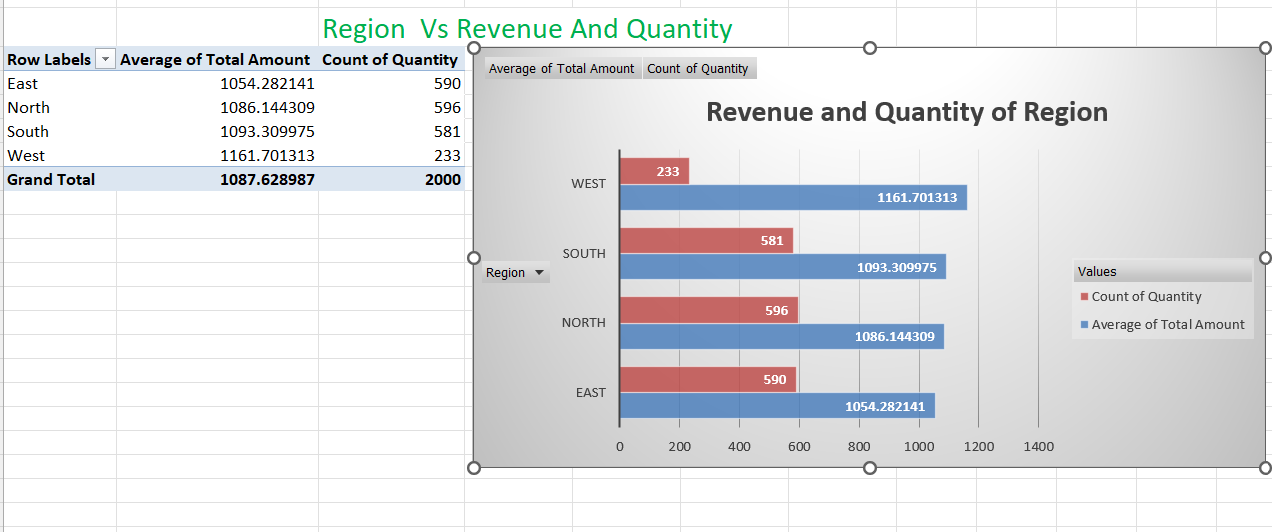 Region  Vs Revenue And Quantity
Row Labels Average of Total Amount Count of Quantity
East 1054.282141 590
North 1086.144309 596
South 1093.309975 581
West 1161.701313 233
Grand Total 1087.628987 2000
Average of Total Amount Count of Quantity
Revenue and Quantity of Region
WEST 233
1161.701313
SOUTH 581
1093.309975
Region
NORTH 596
1086.144309
EAST 590
1054.282141
0 200 400 600 800 1000 1200 1400
Values
Count of Quantity
Average of Total Amount